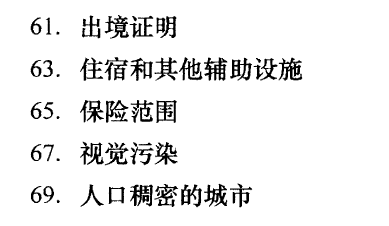 61. 出境证明
63. 住宿和其他辅助设施
65. 保险范围
67. 视觉污染
69. 人口稠密的城市